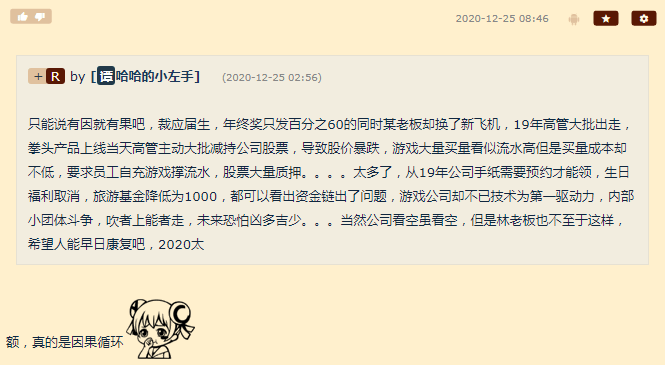 2020-12-25 08:46
+ R by [语哈哈的小左手] (2020-12-25 02:56)
只能说有因就有果吧，裁应届生，年终奖只发百分之60的同时某老板却换了新飞机，19年高管大批出走，
拳头产品上线当天高管主动大批减持公司股票，导致股价暴跌，游戏大量买量看似流水高但是买量成本却
不低，要求员工自充游戏撑流水，股票大量质押。。。。太多了，从19年公司手纸需要预约才能领，生日
福利取消，旅游基金降低为1000，都可以看出资金链出了问题，游戏公司却不已技术为第一驱动力，内部
小团体斗争，吹者上能者走，未来恐怕凶多吉少。。。当然公司看空虽看空，但是林老板也不至于这样，
希望人能早日康复吧，2020太
额，真的是因果循环